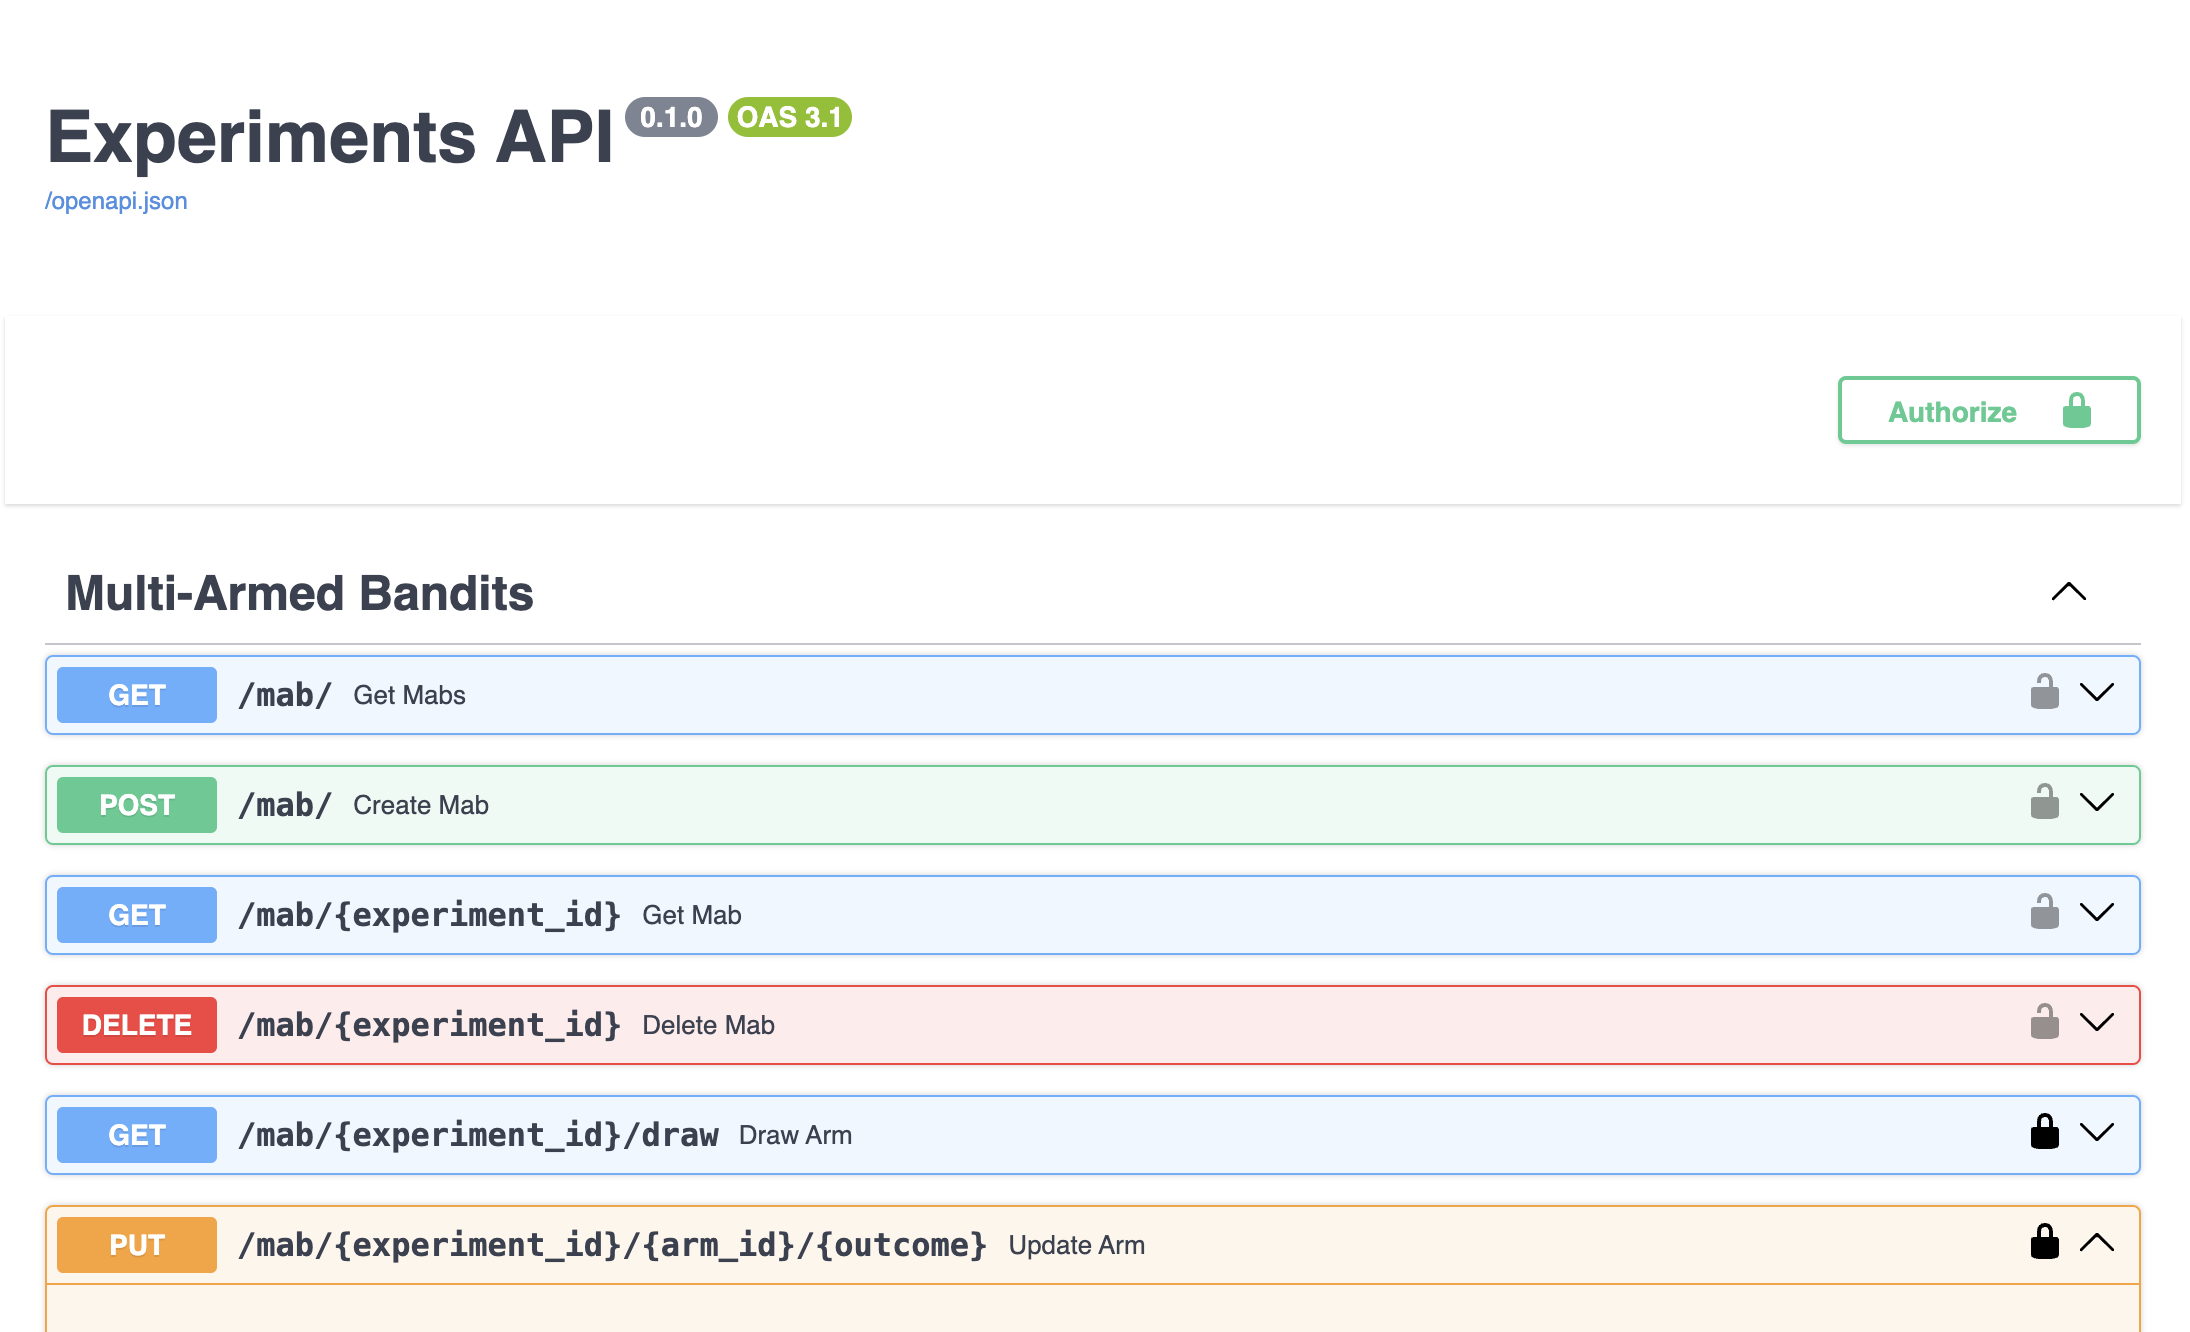 Experiments API 0.1.0 OAS 3.1
/openapi.json
Authorize
Multi-Armed Bandits
GET /mab/ Get Mabs
POST /mab/ Create Mab
GET /mab/{experiment_id} Get Mab
DELETE /mab/{experiment_id} Delete Mab
GET /mab/{experiment_id}/draw Draw Arm
PUT /mab/{experiment_id}/{arm_id}/{outcome} Update Arm